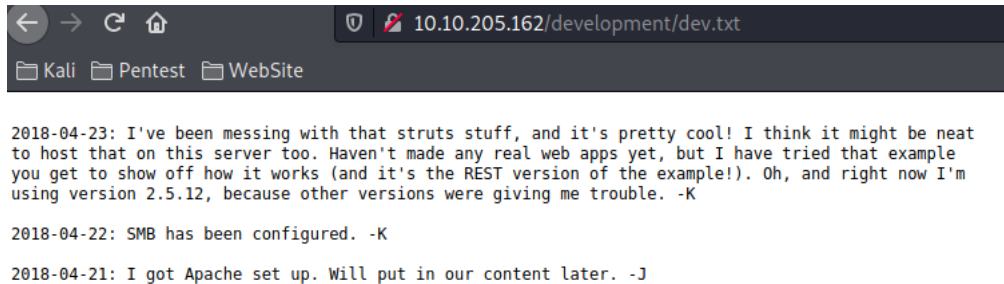 10.10.205.162/development/dev.txt
Kali Pentest WebSite
2018-04-23: I've been messing with that struts stuff, and it's pretty cool! I think it might be neat
to host that on this server too. Haven't made any real web apps yet, but I have tried that example
you get to show off how it works (and it's the REST version of the example!). Oh, and right now I'm
using version 2.5.12, because other versions were giving me trouble. -K
2018-04-22: SMB has been configured. -K
2018-04-21: I got Apache set up. Will put in our content later. -J